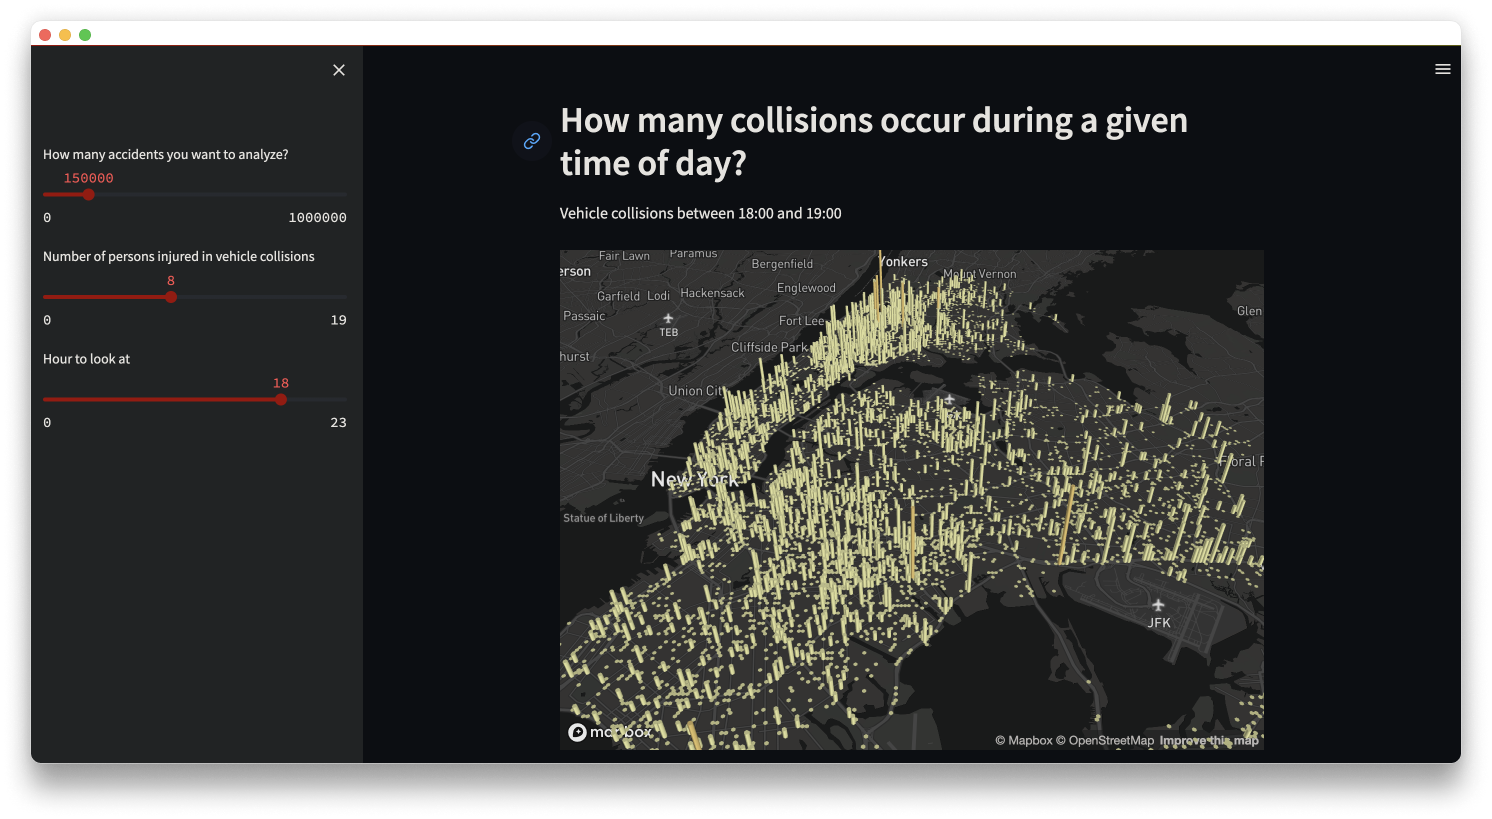 How many accidents you want to analyze?
150000
0 1000000
Number of persons injured in vehicle collisions
8
0 19
Hour to look at
18
0 23
How many collisions occur during a given
time of day?
Vehicle collisions between 18:00 and 19:00
Fair Lawn Paramus
Bergenfield
Yonkers
erson
Mount Vernon
Englewood
Garfield Lodi Hackensack
Glen
Passaic
Fort Lee
TEB
Cliffside Park
hurst
Union Cit
Floral P
New York
Statue of Liberty
JFK
mapbox
© Mapbox © OpenStreetMap Improve this map